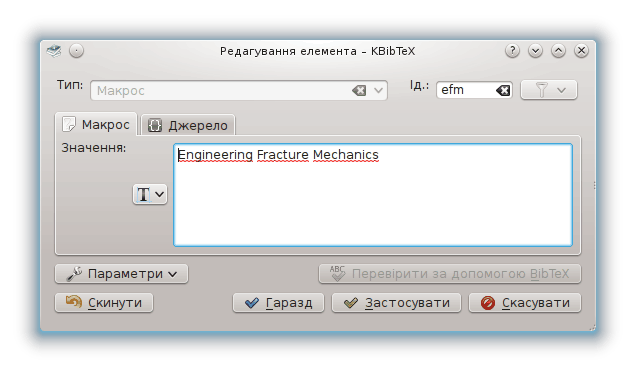 Редагування елемента – KBibTeX
Тип: Макрос Ід.: efm
Макрос Джерело
Значення: Engineering Fracture Mechanics
T
Параметри ABC Перевірити за допомогою BibTeX
Скинути Гаразд Застосувати Скасувати